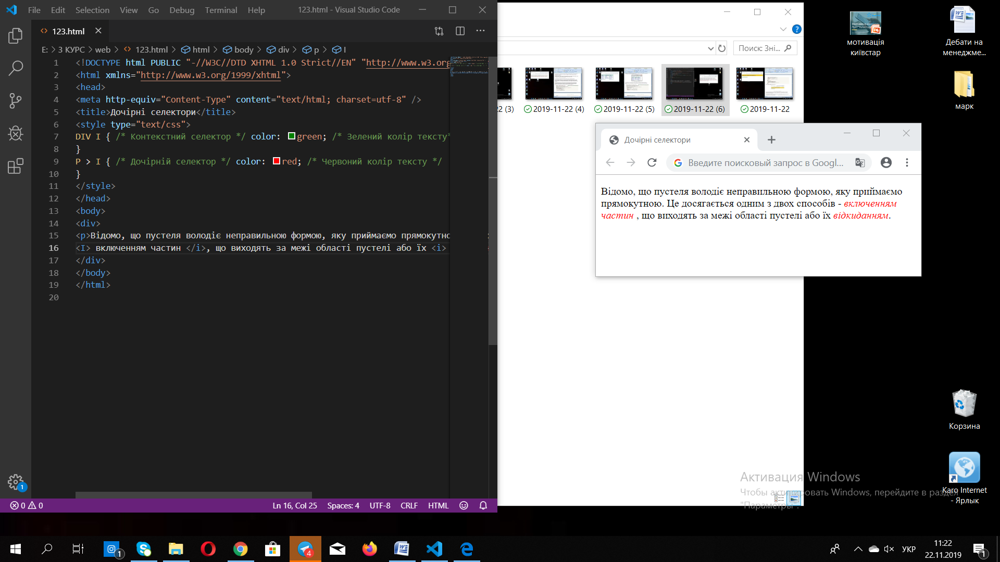 File Edit Selection View Go Debug Terminal Help 123.html - Visual Studio Code
123.html
E: > 3 КУРС > web > 123.html > html > body > div > p > I
1 <!DOCTYPE html PUBLIC "-//W3C//DTD XHTML 1.0 Strict//EN" "http://www.w3.org
2 <html xmlns="http://www.w3.org/1999/xhtml">
3 <head>
4 <meta http-equiv="Content-Type" content="text/html; charset=utf-8" />
5 <title>Дочірні селектори</title>
6 <style type="text/css">
7 DIV I { /* Контекстний селектор */ color: green; /* Зелений колір тексту*
8 }
9 P > I { /* Дочірній селектор */ color: red; /* Червоний колір тексту */
10 }
11 </style>
12 </head>
13 <body>
14 <div>
15 <p>Відомо, що пустеля володіє неправильною формою, яку приймаємо прямокутно
16 <I> включенням частин </i>, що виходять за межі області пустелі або їх <i>
17 </div>
18 </body>
19 </html>
20
0 0 Ln 16, Col 25 Spaces: 4 UTF-8 CRLF HTML
Поиск: Зні...
22 (3) 2019-11-22 (4) 2019-11-22 (5) 2019-11-22 (6) 2019-11-22
Дочірні селектори
Введите поисковый запрос в Googl...
Відомо, що пустеля володіє неправильною формою, яку приймаємо
прямокутною. Це досягається одним з двох способів - включенням
частин , що виходять за межі області пустелі або їх відкиданням.
мотивація
київстар
Дебати на
менеджме...
марк
Корзина
Karo Internet
- Ярлык
Активация Windows
Чтобы активировать Windows, перейдите в раздел
"Параметры".
1
1
4
УКР
11:22
22.11.2019
1